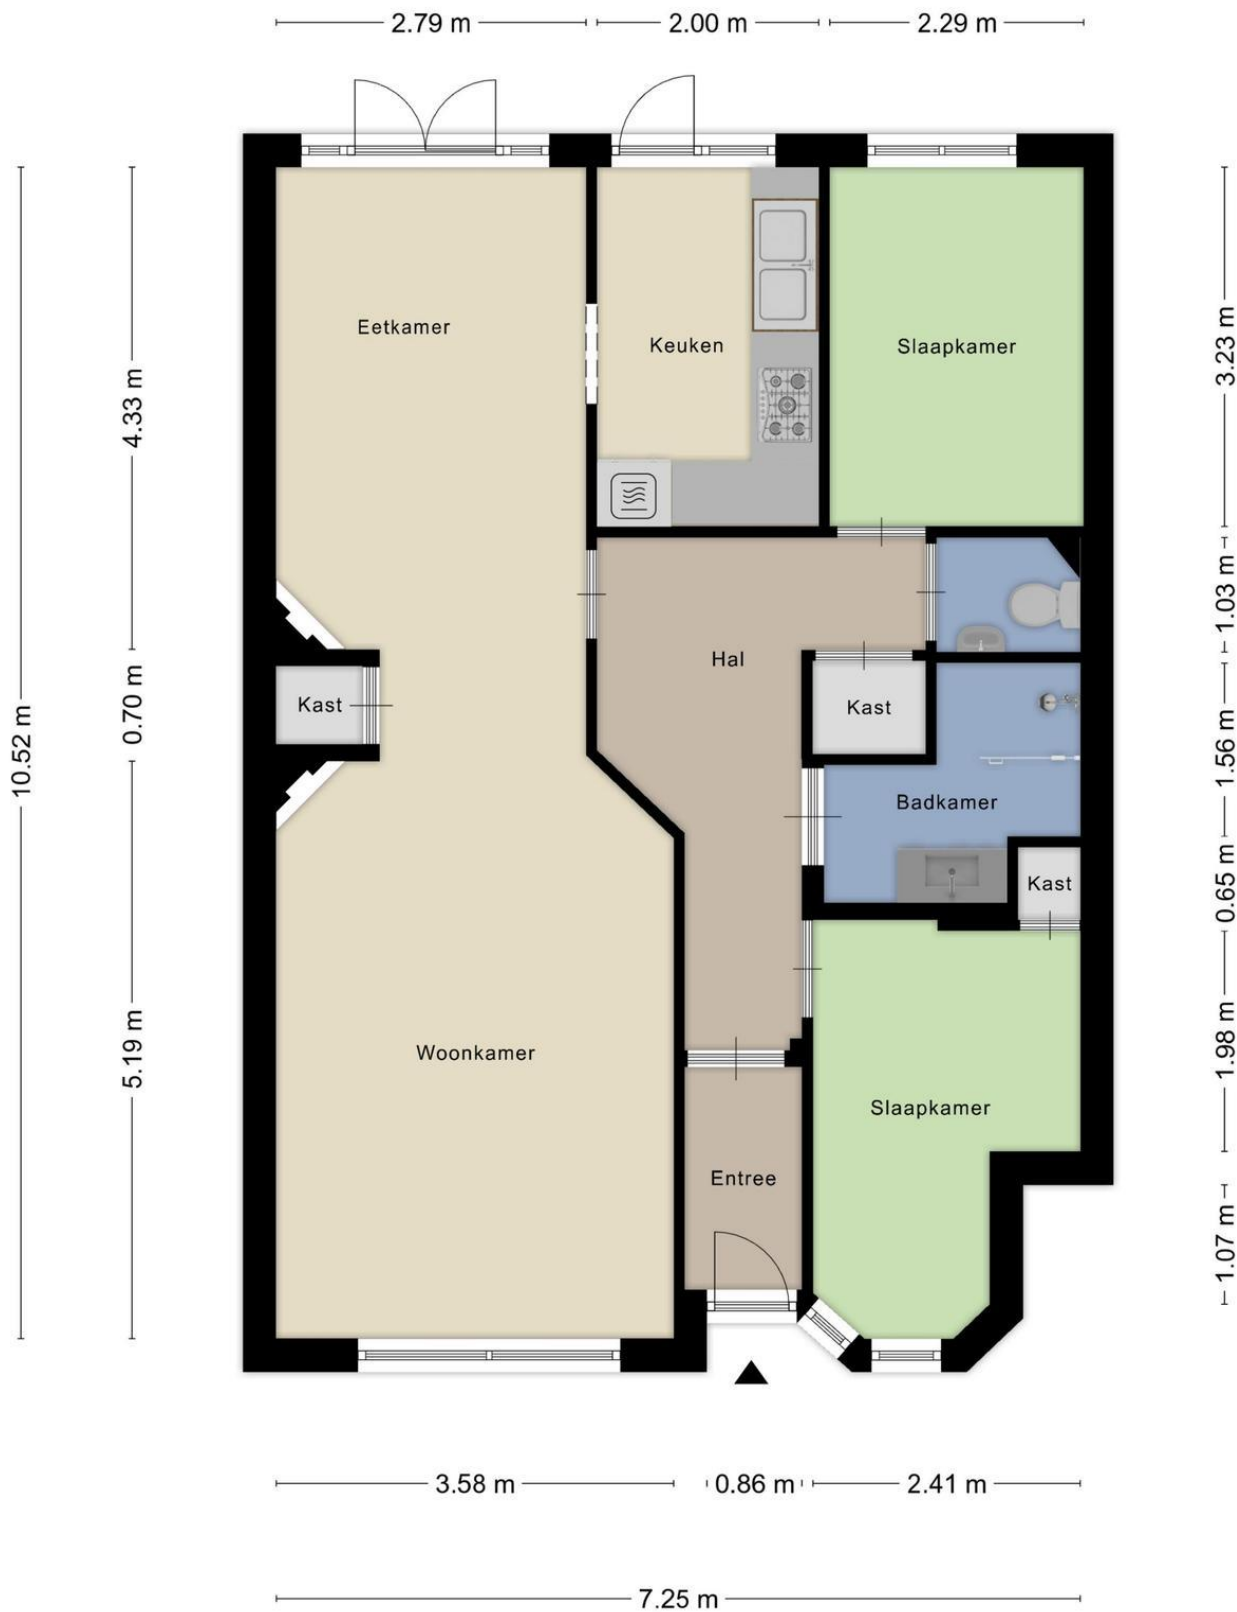 2.79 m
2.00 m
2.29 m
Eetkamer
Keuken
Slaapkamer
3.23 m
4.33 m
1.03 m
Hal
Kast
Kast
0.70 m
10.52 m
1.56 m
Badkamer
Kast
0.65 m
Woonkamer
5.19 m
1.98 m
Slaapkamer
Entree
1.07 m
3.58 m
0.86 m
2.41 m
7.25 m